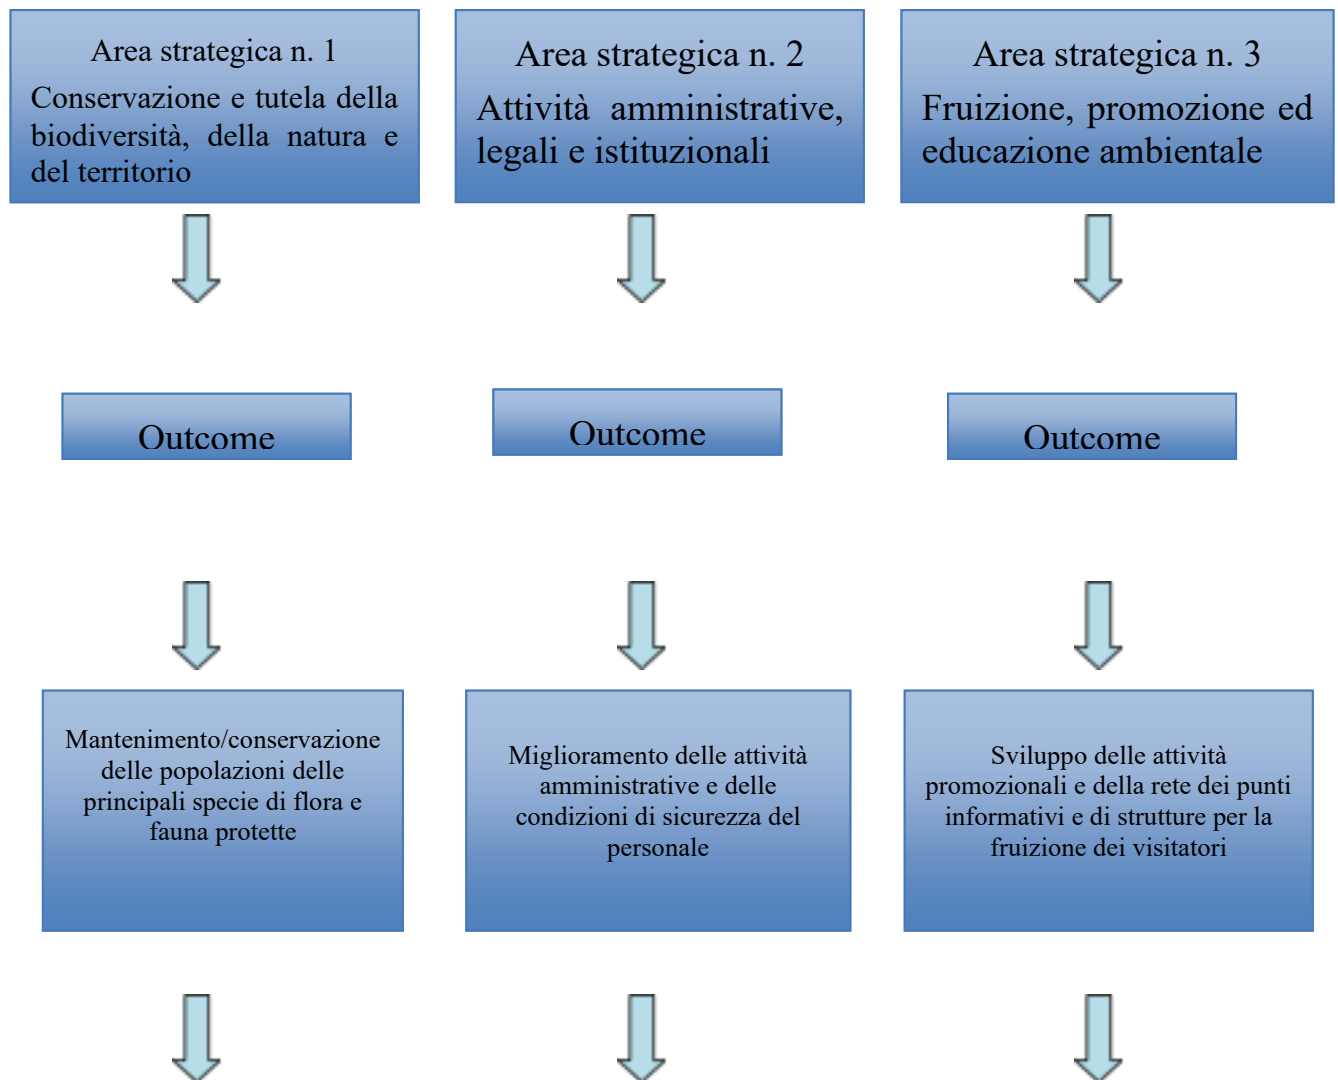 Area strategica n. 1
Conservazione e tutela della
biodiversità, della natura e
del territorio
Area strategica n. 2
Attività amministrative,
legali e istituzionali
Area strategica n. 3
Fruizione, promozione ed
educazione ambientale
Outcome
Outcome
Outcome
Mantenimento/conservazione
delle popolazioni delle
principali specie di flora e
fauna protette
Miglioramento delle attività
amministrative e delle
condizioni di sicurezza del
personale
Sviluppo delle attività
promozionali e della rete dei punti
informativi e di strutture per la
fruizione dei visitatori